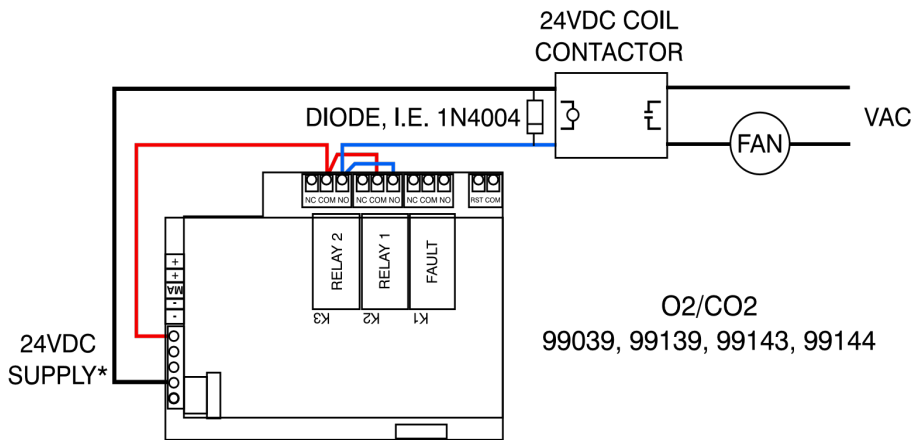 24VDC COIL
CONTACTOR
DIODE, I.E. 1N4004
VAC
FAN
NC COM NO NC COM NO NC COM NO RST COM
RELAY 2
RELAY 1
FAULT
K3
K2
K1
+
+
MA
-
-
24VDC
SUPPLY*
O2/CO2
99039, 99139, 99143, 99144